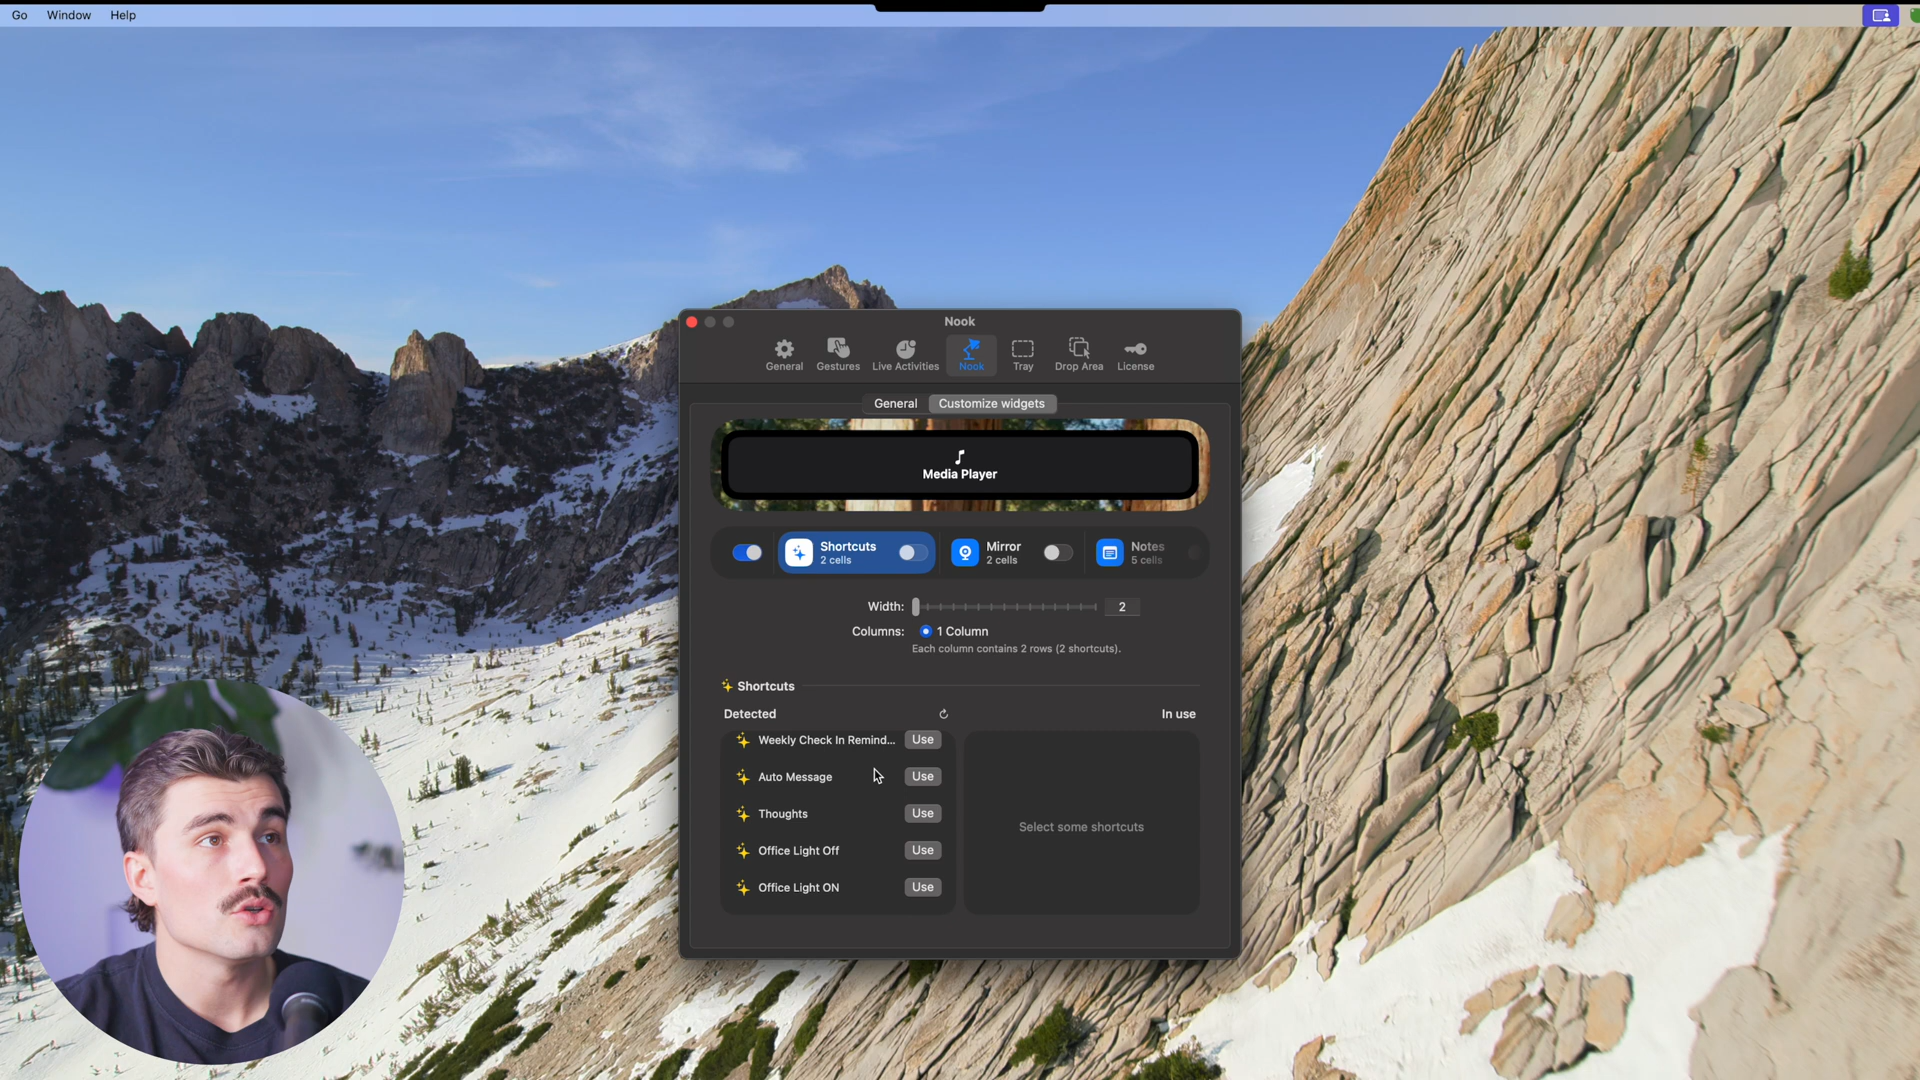 Go Window Help
Nook
General Gestures Live Activities Nook Tray Drop Area License
General Customize widgets
Media Player
Shortcuts
2 cells
Mirror
2 cells
Notes
5 cells
Width: 2
Columns: 1 Column
Each column contains 2 rows (2 shortcuts).
Shortcuts
Detected In use
Weekly Check In Remind... Use
Auto Message Use
Thoughts Use
Office Light Off Use
Office Light ON Use
Select some shortcuts